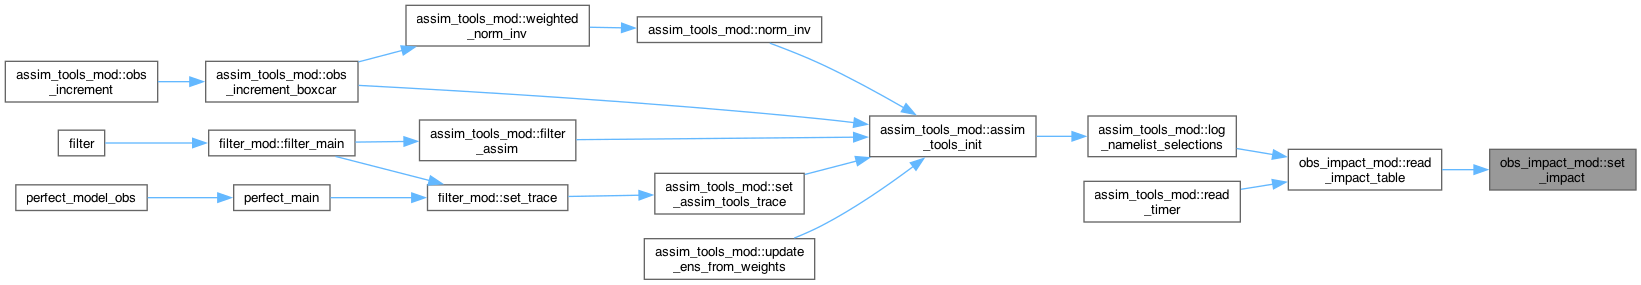 assim_tools_mod::weighted
_norm_inv
assim_tools_mod::norm_inv
assim_tools_mod::obs
_increment
assim_tools_mod::obs
_increment_boxcar
assim_tools_mod::assim
_tools_init
assim_tools_mod::log
_namelist_selections
filter
filter_mod::filter_main
assim_tools_mod::filter
_assim
obs_impact_mod::read
_impact_table
obs_impact_mod::set
_impact
perfect_model_obs
perfect_main
filter_mod::set_trace
assim_tools_mod::set
_assim_tools_trace
assim_tools_mod::read
_timer
assim_tools_mod::update
_ens_from_weights